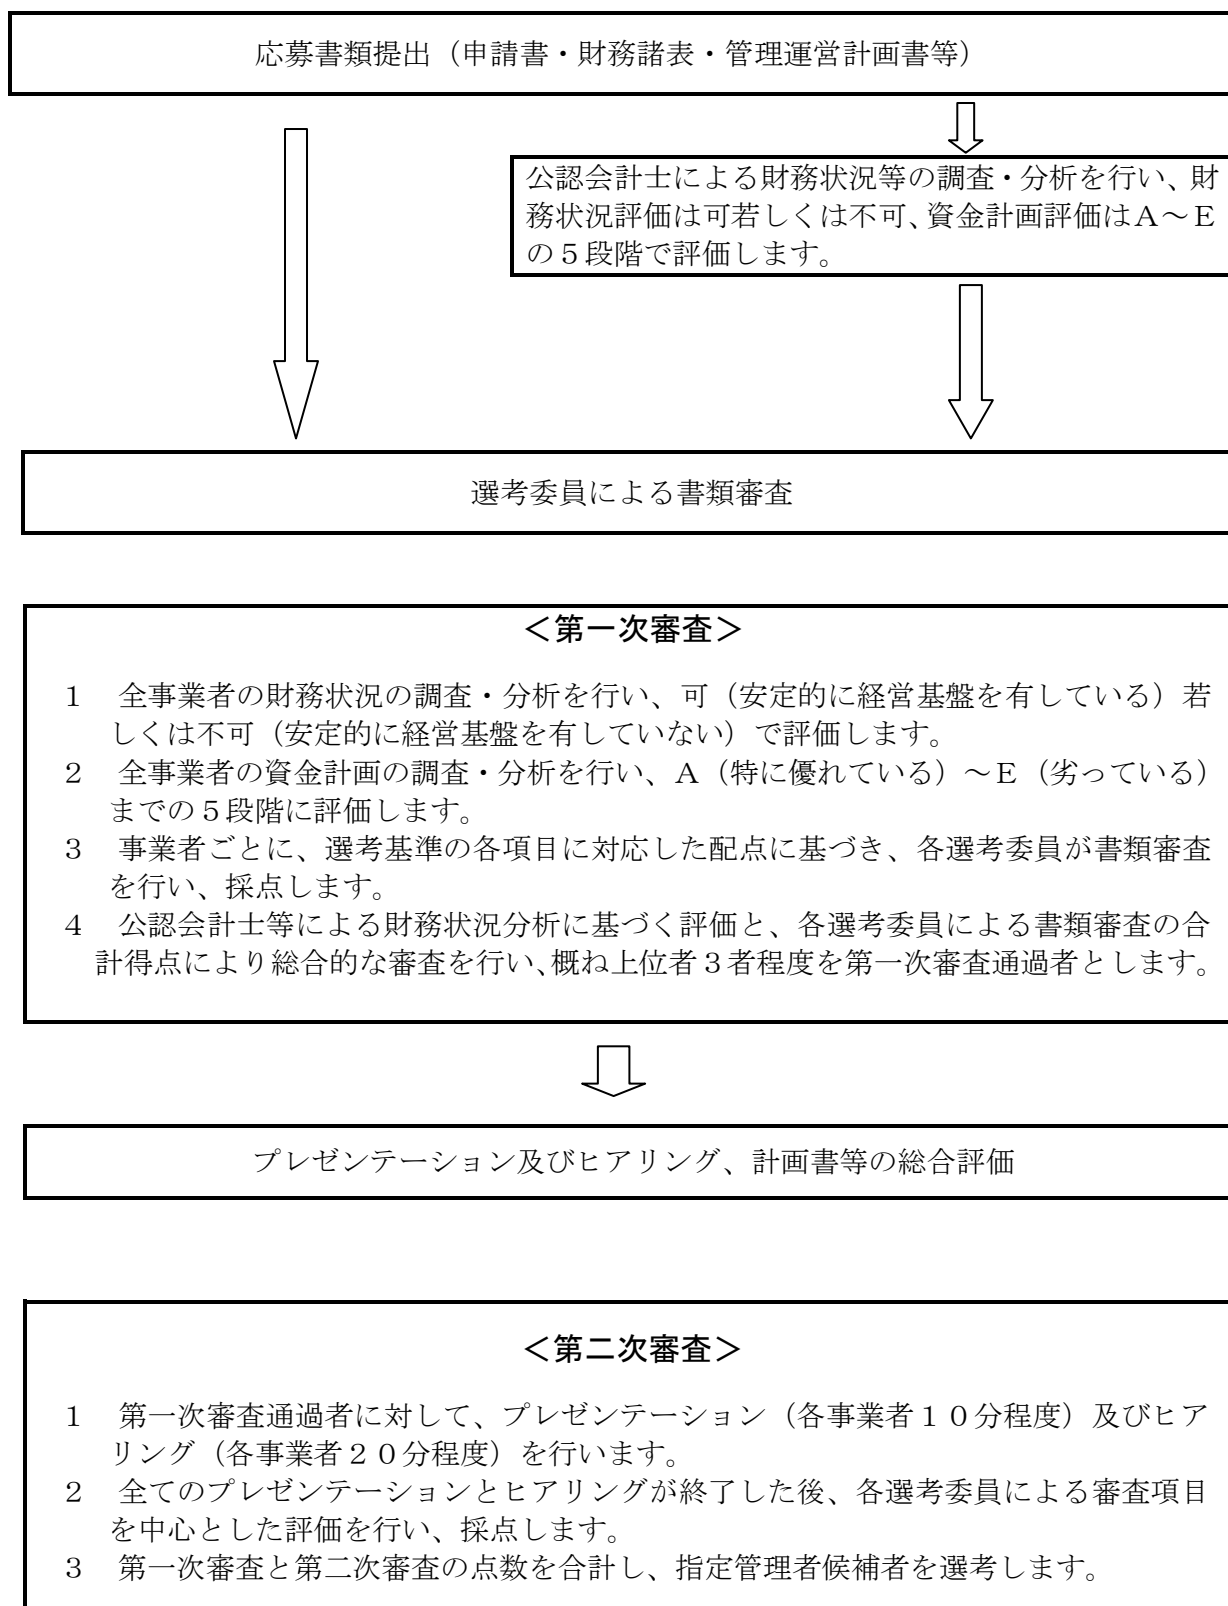 応募書類提出（申請書・財務諸表・管理運営計画書等）
公認会計士による財務状況等の調査・分析を行い、財
務状況評価は可若しくは不可、資金計画評価はＡ～Ｅ
の５段階で評価します。
選考委員による書類審査
＜第一次審査＞
１　全事業者の財務状況の調査・分析を行い、可（安定的に経営基盤を有している）若
しくは不可（安定的に経営基盤を有していない）で評価します。
２　全事業者の資金計画の調査・分析を行い、Ａ（特に優れている）～Ｅ（劣っている）
までの５段階に評価します。
３　事業者ごとに、選考基準の各項目に対応した配点に基づき、各選考委員が書類審査
を行い、採点します。
４　公認会計士等による財務状況分析に基づく評価と、各選考委員による書類審査の合
計得点により総合的な審査を行い、概ね上位者３者程度を第一次審査通過者とします。
プレゼンテーション及びヒアリング、計画書等の総合評価
＜第二次審査＞
１　第一次審査通過者に対して、プレゼンテーション（各事業者１０分程度）及びヒア
リング（各事業者２０分程度）を行います。
２　全てのプレゼンテーションとヒアリングが終了した後、各選考委員による審査項目
を中心とした評価を行い、採点します。
３　第一次審査と第二次審査の点数を合計し、指定管理者候補者を選考します。